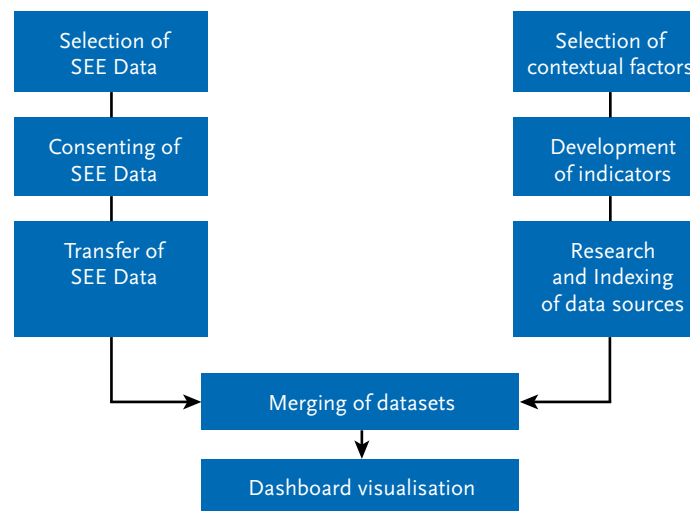 Selection of
SEE Data
Selection of
contextual factors
Consenting of
SEE Data
Development
of indicators
Transfer of
SEE Data
Research
and Indexing
of data sources
Merging of datasets
Dashboard visualisation